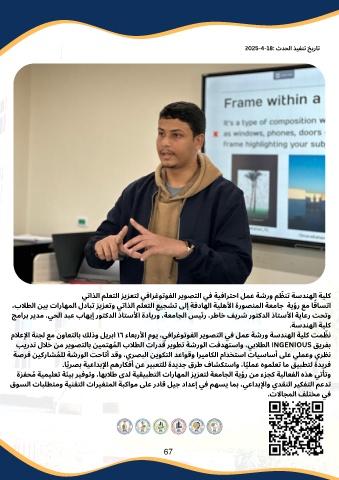 تاريخ تنفيذ الحدث :18-4-2025
Frame within a
It's a type of composition w
as windows, phones, doors
frame highlighting your sub
كلية الهندسة تنظّم ورشة عمل احترافية في التصوير الفوتوغرافي لتعزيز التعلم الذاتي
اتساقًا مع رؤية جامعة المنصورة الأهلية الهادفة إلى تشجيع التعلم الذاتي وتعزيز تبادل المهارات بين الطلاب،
وتحت رعاية الأستاذ الدكتور شريف خاطر، رئيس الجامعة، وريادة الأستاذ الدكتور إيهاب عبد الحي، مدير برامج
كلية الهندسة.
نظّمت كلية الهندسة ورشة عمل في التصوير الفوتوغرافي، يوم الأربعاء ١٦ ابريل وذلك بالتعاون مع لجنة الإعلام
بفريق INGENIOUS الطلابي. واستهدفت الورشة تطوير قدرات الطلاب المُهتمين بالتصوير من خلال تدريب
نظري وعملي على أساسيات استخدام الكاميرا وقواعد التكوين البصري، وقد أتاحت الورشة للمُشاركين فرصة
فريدة لتطبيق ما تعلموه عمليًا، واستكشاف طرق جديدة للتعبير عن أفكارهم الإبداعية بصريًا.
وتأتي هذه الفعالية كجزء من رؤية الجامعة لتعزيز المهارات التطبيقية لدى طلابها، وتوفير بيئة تعليمية مُحفزة
تدعم التفكير النقدي والإبداعي، بما يسهم في إعداد جيل قادر على مواكبة المتغيرات التقنية ومتطلبات السوق
في مختلف المجالات.
67